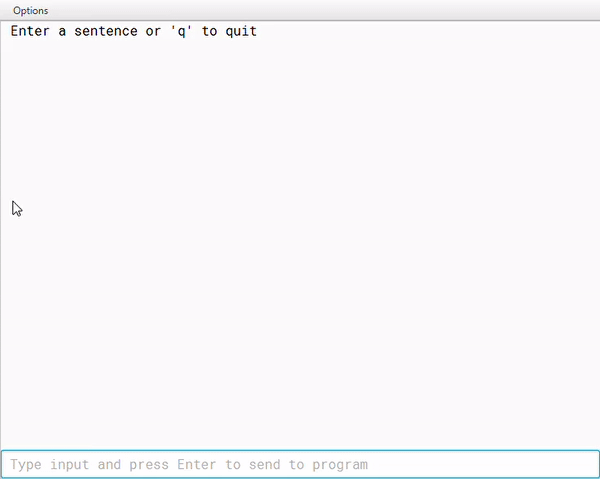 Options
Enter a sentence or 'q' to quit
Type input and press Enter to send to program